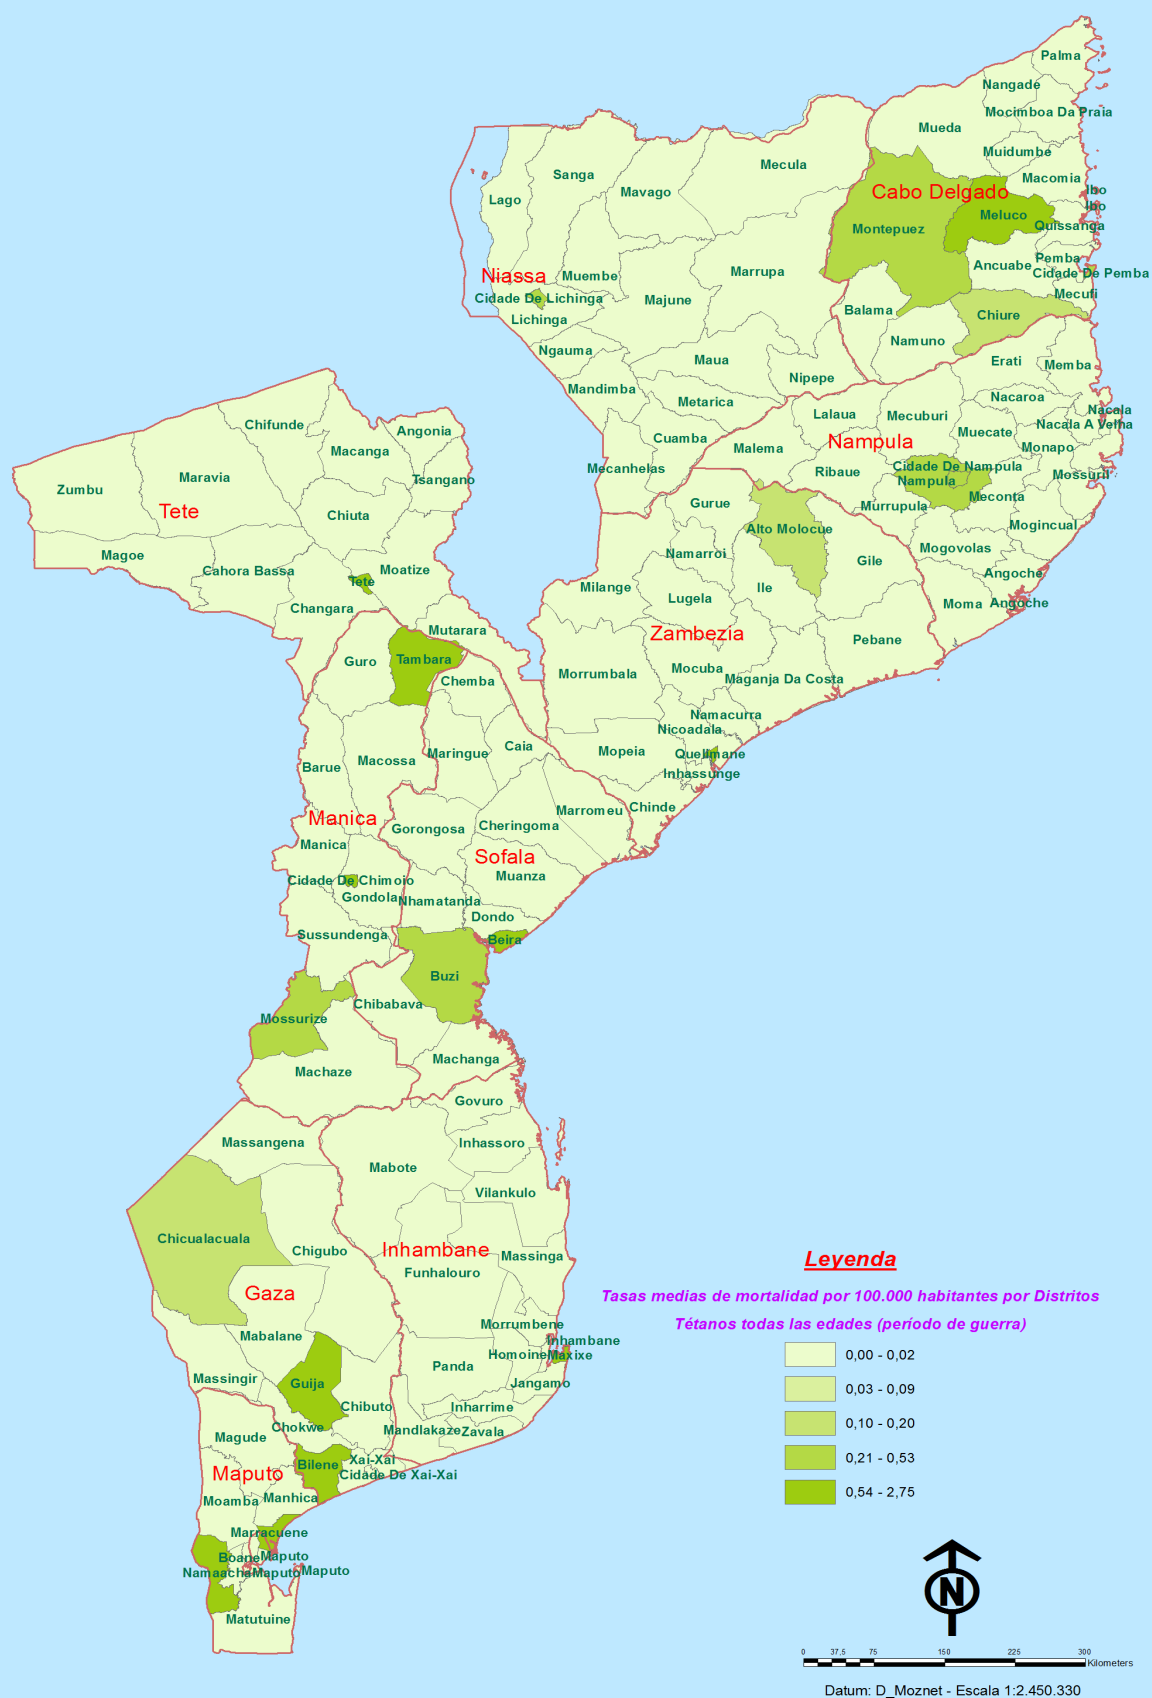 Palma
Nangade
Mocimboa Da Praia
Mueda
Muidumbe
Mecula
Sanga
Macomia
Mavago
Cabo Delgado
Ibo
Lago
Ibo
Meluco
Quissanga
Montepuez
Pemba
Ancuabe
Marrupa
Cidade De Pemba
Niassa
Muembe
Mecufi
Cidade De Lichinga
Majune
Balama
Chiure
Lichinga
Namuno
Ngauma
Maua
Erati
Memba
Nipepe
Mandimba
Nacaroa
Metarica
Nacala
Lalaua
Mecuburi
Chifunde
Nacala A Velha
Angonia
Muecate
Cuamba
Nampula
Malema
Monapo
Macanga
Mecanhelas
Cidade De Nampula
Ribaue
Mossuril
Maravia
Tsangano
Nampula
Zumbu
Meconta
Gurue
Murrupula
Tete
Chiuta
Mogincual
Alto Molocue
Mogovolas
Magoe
Namarroi
Gile
Cahora Bassa
Moatize
Angoche
Tete
Milange
Ile
Lugela
Moma
Angoche
Changara
Mutarara
Zambezia
Pebane
Guro
Tambara
Mocuba
Morrumbala
Chemba
Maganja Da Costa
Namacurra
Nicoadala
Caia
Mopeia
Maringue
Quelimane
Macossa
Barue
Inhassunge
Marromeu
Chinde
Manica
Cheringoma
Gorongosa
Manica
Sofala
Muanza
Cidade De Chimoio
Gondola
Nhamatanda
Dondo
Sussundenga
Beira
Buzi
Chibabava
Mossurize
Machanga
Machaze
Govuro
Massangena
Inhassoro
Mabote
Vilankulo
Chicualacuala
Chigubo
Inhambane
Massinga
Funhalouro
Gaza
Morrumbene
Mabalane
Inhambane
Homoine
Maxixe
Panda
Massingir
Guija
Jangamo
Chibuto
Inharrime
Chokwe
Mandlakaze
Zavala
Magude
Xai-Xai
Bilene
Maputo
Cidade De Xai-Xai
Moamba
Manhica
Marracuene
Boane
Maputo
Namaacha
Maputo
Maputo
Matutuine
Leyenda
Tasas medias de mortalidad por 100.000 habitantes por Distritos
Tétanos todas las edades (período de guerra)
0,00 - 0,02
0,03 - 0,09
0,10 - 0,20
0,21 - 0,53
0,54 - 2,75
N
0 37,5 75 150 225 300
Kilometers
Datum: D_Moznet - Escala 1:2.450.330